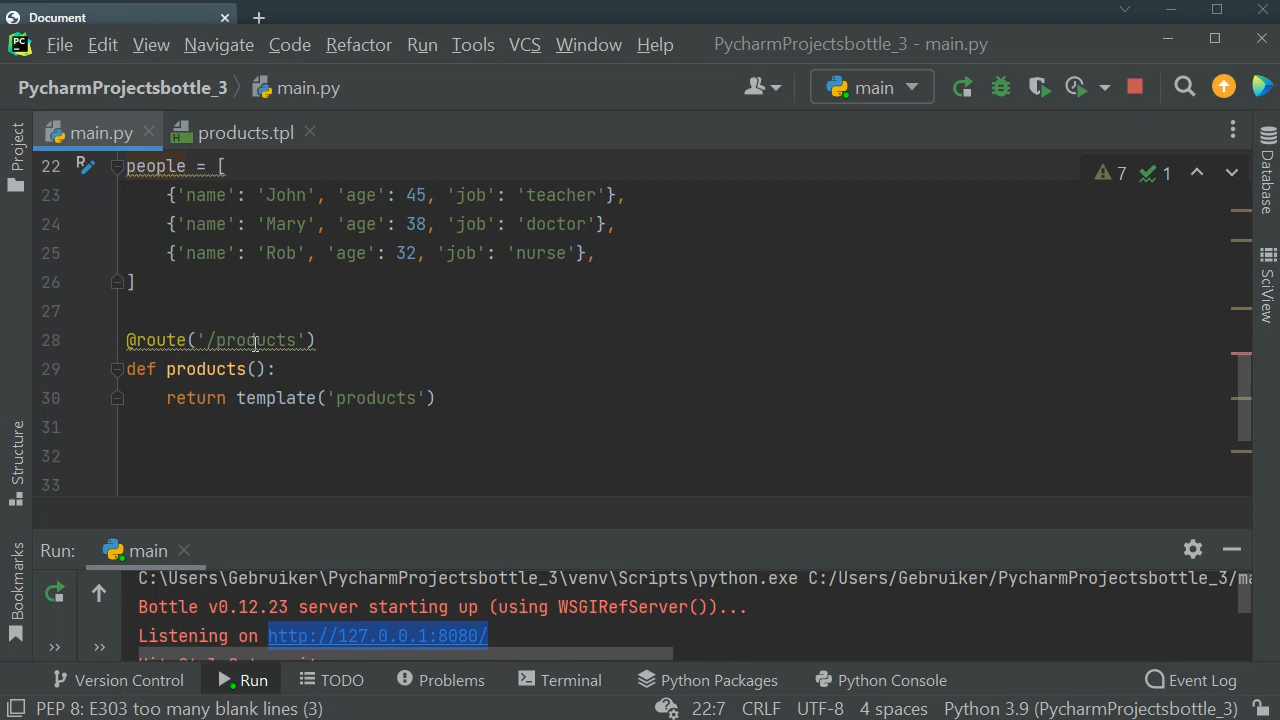 Document
File Edit View Navigate Code Refactor Run Tools VCS Window Help PycharmProjectsbottle_3 - main.py
PycharmProjectsbottle_3 main.py main
Project main.py products.tpl
22 people = [ 7 1
23 {'name': 'John', 'age': 45, 'job': 'teacher'},
24 {'name': 'Mary', 'age': 38, 'job': 'doctor'},
25 {'name': 'Rob', 'age': 32, 'job': 'nurse'},
26 ]
27
28 @route('/products')
29 def products():
30 return template('products')
31
32
33
Database
SciView
Structure
Bookmarks
Run: main
C:\Users\Gebruiker\PycharmProjectsbottle_3\venv\Scripts\python.exe C:/Users/Gebruiker/PycharmProjectsbottle_3/ma
Bottle v0.12.23 server starting up (using WSGIRefServer())...
Listening on http://127.0.0.1:8080/
Version Control Run TODO Problems Terminal Python Packages Python Console Event Log
PEP 8: E303 too many blank lines (3) 22:7 CRLF UTF-8 4 spaces Python 3.9 (PycharmProjectsbottle_3)